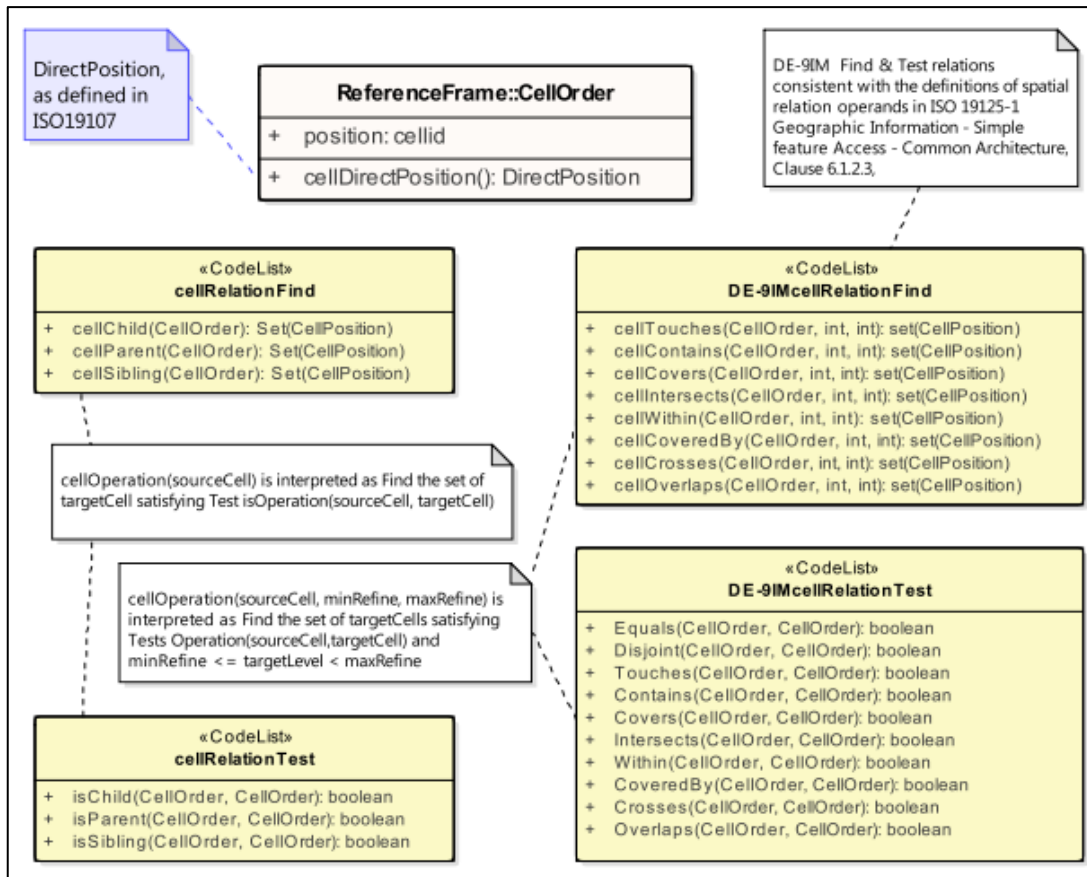 DirectPosition,
as defined in
ISO19107
ReferenceFrame::CellOrder
+ position: cellid
+ cellDirectPosition(): DirectPosition
DE-9IM Find & Test relations
consistent with the definitions of spatial
relation operands in ISO 19125-1
Geographic Information - Simple
feature Access - Common Architecture,
Clause 6.1.2.3,
«CodeList»
cellRelationFind
+ cellChild(CellOrder): Set(CellPosition)
+ cellParent(CellOrder): Set(CellPosition)
+ cellSibling(CellOrder): Set(CellPosition)
«CodeList»
DE-9IMcellRelationFind
+ cellTouches(CellOrder, int, int): set(CellPosition)
+ cellContains(CellOrder, int, int): set(CellPosition)
+ cellCovers(CellOrder, int, int): set(CellPosition)
+ cellIntersects(CellOrder, int, int): set(CellPosition)
+ cellWithin(CellOrder, int, int): set(CellPosition)
+ cellCoveredBy(CellOrder, int, int): set(CellPosition)
+ cellCrosses(CellOrder, int, int): set(CellPosition)
+ cellOverlaps(CellOrder, int, int): set(CellPosition)
cellOperation(sourceCell) is interpreted as Find the set of
targetCell satisfying Test isOperation(sourceCell, targetCell)
cellOperation(sourceCell, minRefine, maxRefine) is
interpreted as Find the set of targetCells satisfying
Tests Operation(sourceCell,targetCell) and
minRefine <= targetLevel < maxRefine
«CodeList»
DE-9IMcellRelationTest
+ Equals(CellOrder, CellOrder): boolean
+ Disjoint(CellOrder, CellOrder): boolean
+ Touches(CellOrder, CellOrder): boolean
+ Contains(CellOrder, CellOrder): boolean
+ Covers(CellOrder, CellOrder): boolean
+ Intersects(CellOrder, CellOrder): boolean
+ Within(CellOrder, CellOrder): boolean
+ CoveredBy(CellOrder, CellOrder): boolean
+ Crosses(CellOrder, CellOrder): boolean
+ Overlaps(CellOrder, CellOrder): boolean
«CodeList»
cellRelationTest
+ isChild(CellOrder, CellOrder): boolean
+ isParent(CellOrder, CellOrder): boolean
+ isSibling(CellOrder, CellOrder): boolean